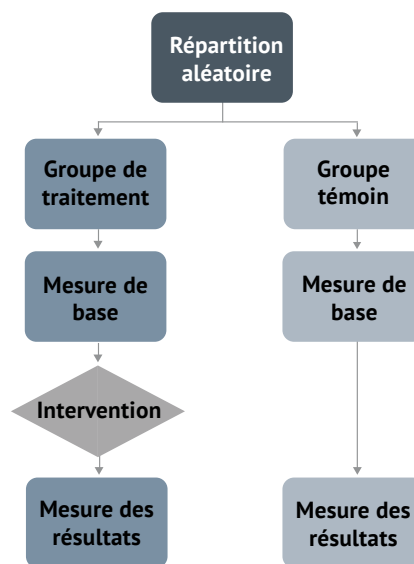 Répartition
aléatoire
Groupe de
traitement
Groupe
témoin
Mesure de
base
Mesure de
base
Intervention
Mesure des
résultats
Mesure des
résultats